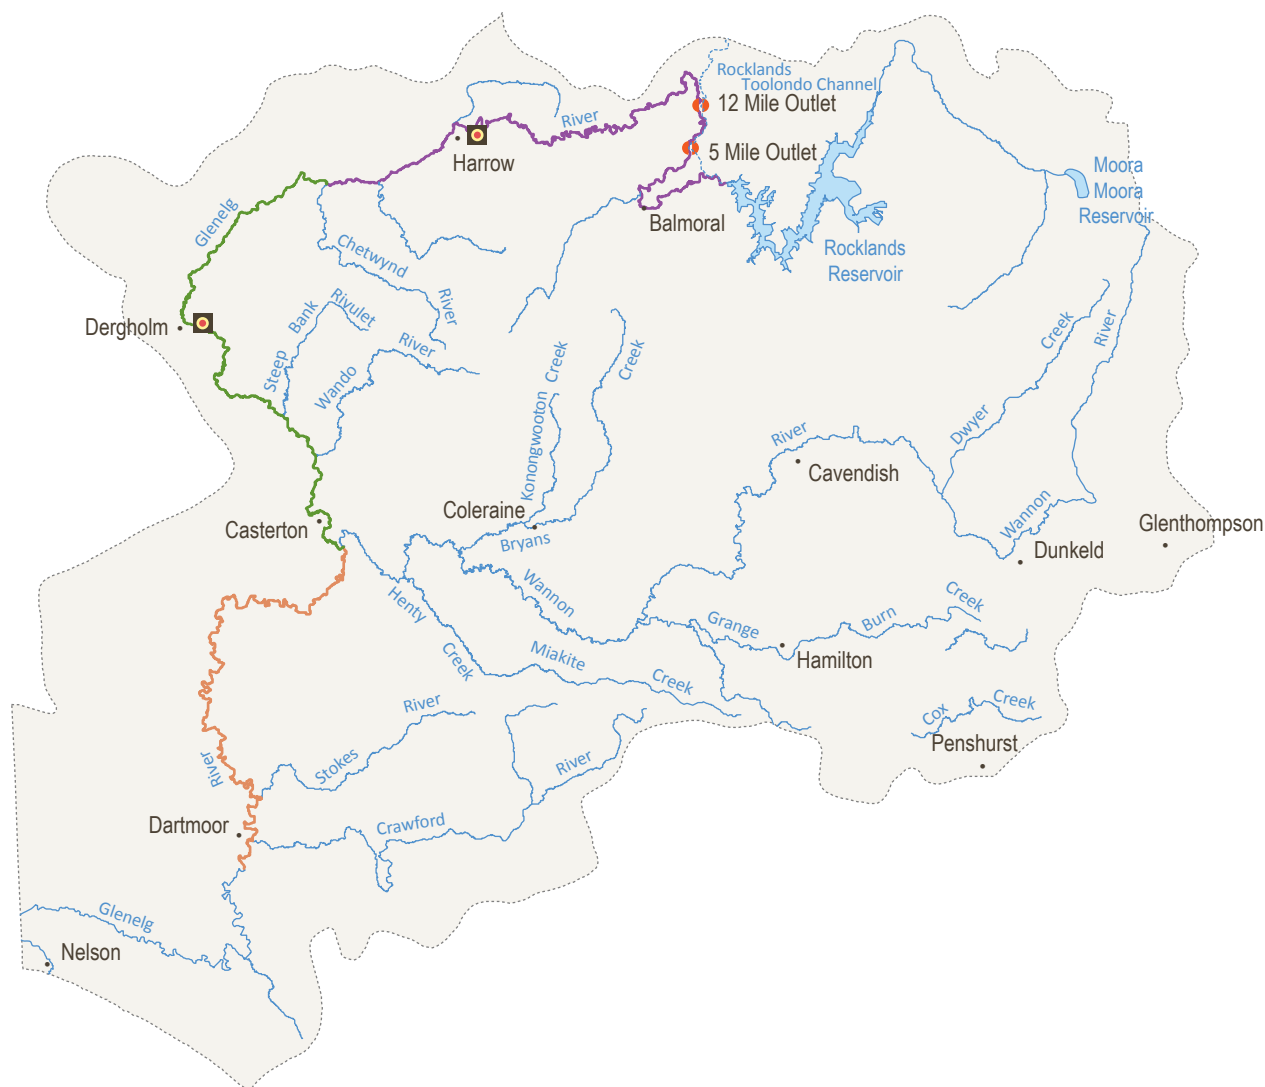 Rocklands
Toolondo Channel
12 Mile Outlet
River
5 Mile Outlet
Harrow
Moora
Moora
Reservoir
Balmoral
Glenelg
Chetwynd
River
Rocklands
Reservoir
Dergholm
Steep
Bank
Rivulet
Wando
River
Konongwooton
Creek
Creek
Dwyer
Creek
River
River
Cavendish
Coleraine
Bryans
Casterton
Wannon
Glenthompson
Dunkeld
Wannon
Henty
Creek
Grange
Burn
Creek
Hamilton
Miakite
Creek
Cox
Creek
Penshurst
River
Stokes
River
River
Dartmoor
Crawford
Glenelg
Nelson